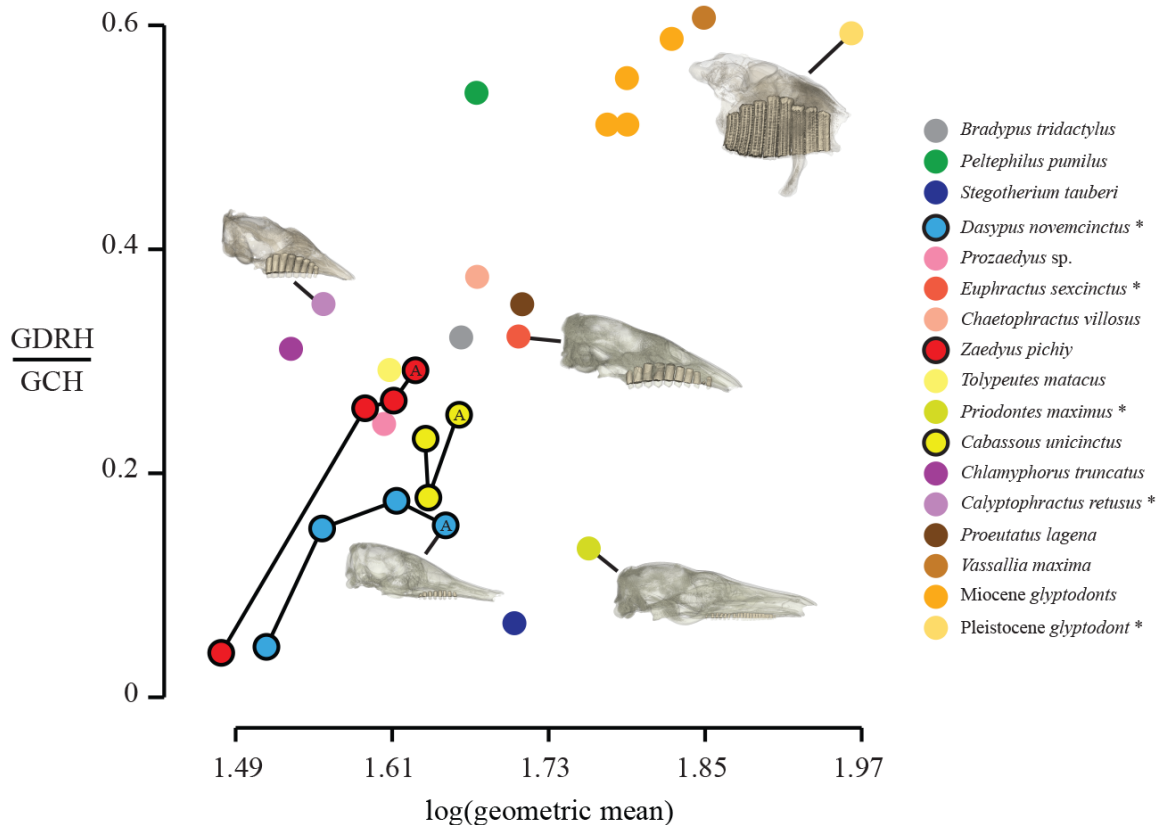 0.6
0.4
0.2
0
GDRH
GCH
A
A
A
1.49
1.61
1.73
1.85
1.97
log(geometric mean)
Bradypus tridactylus
Peltephilus pumilus
Stegotherium tauberi
Dasypus novemcinctus *
Prozaedyus sp.
Euphractus sexcinctus *
Chaetophractus villosus
Zaedyus pichiy
Tolypeutes matacus
Priodontes maximus *
Cabassous unicinctus
Chlamyphorus truncatus
Calyptophractus retusus *
Proeutatus lagena
Vassallia maxima
Miocene glyptodonts
Pleistocene glyptodont *